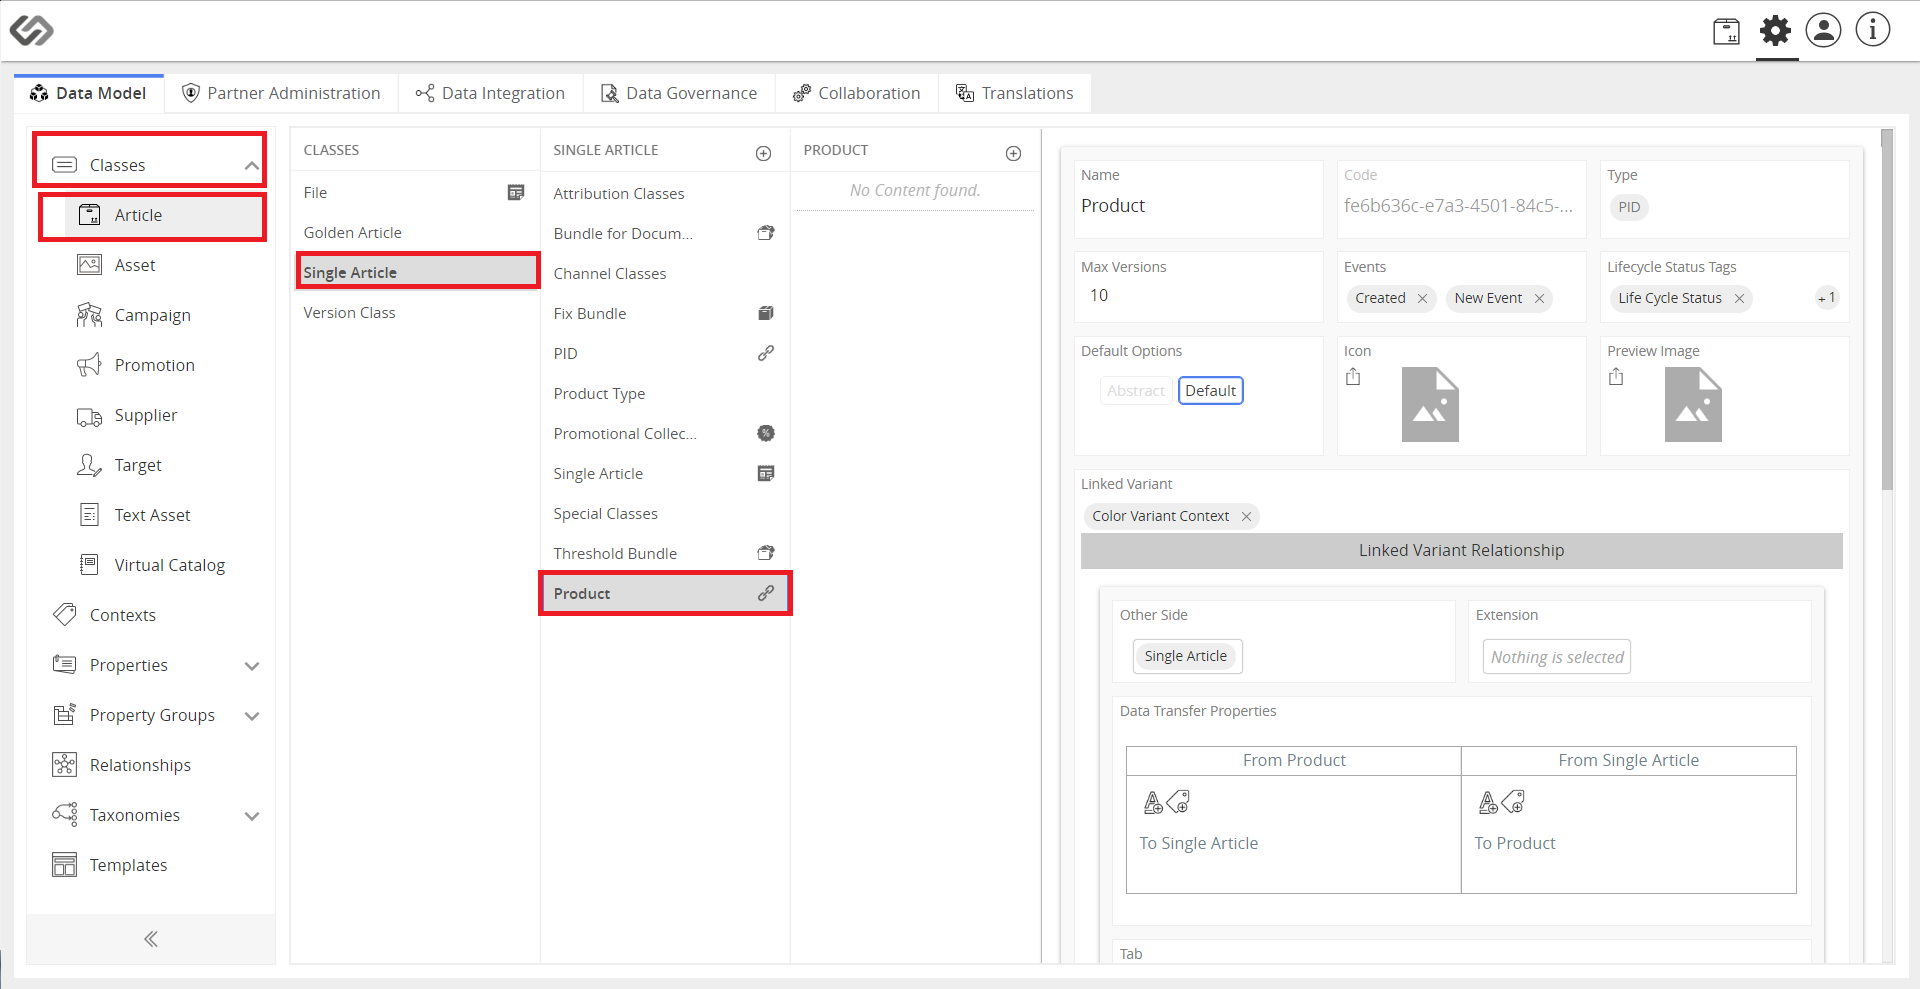 Data Model
Partner Administration
Data Integration
Data Governance
Collaboration
Translations
Classes
Article
Asset
Campaign
Promotion
Supplier
Target
Text Asset
Virtual Catalog
Contexts
Properties
Property Groups
Relationships
Taxonomies
Templates
CLASSES
File
Golden Article
Single Article
Version Class
SINGLE ARTICLE
Attribution Classes
Bundle for Docum...
Channel Classes
Fix Bundle
PID
Product Type
Promotional Collec...
Single Article
Special Classes
Threshold Bundle
Product
PRODUCT
No Content found.
Name
Product
Code
fe6b636c-e7a3-4501-84c5-...
Type
PID
Max Versions
10
Events
Created
New Event
Lifecycle Status Tags
Life Cycle Status
+1
Default Options
Abstract
Default
Icon
Preview Image
Linked Variant
Color Variant Context
Linked Variant Relationship
Other Side
Single Article
Extension
Nothing is selected
Data Transfer Properties
From Product
From Single Article
To Single Article
To Product
Tab